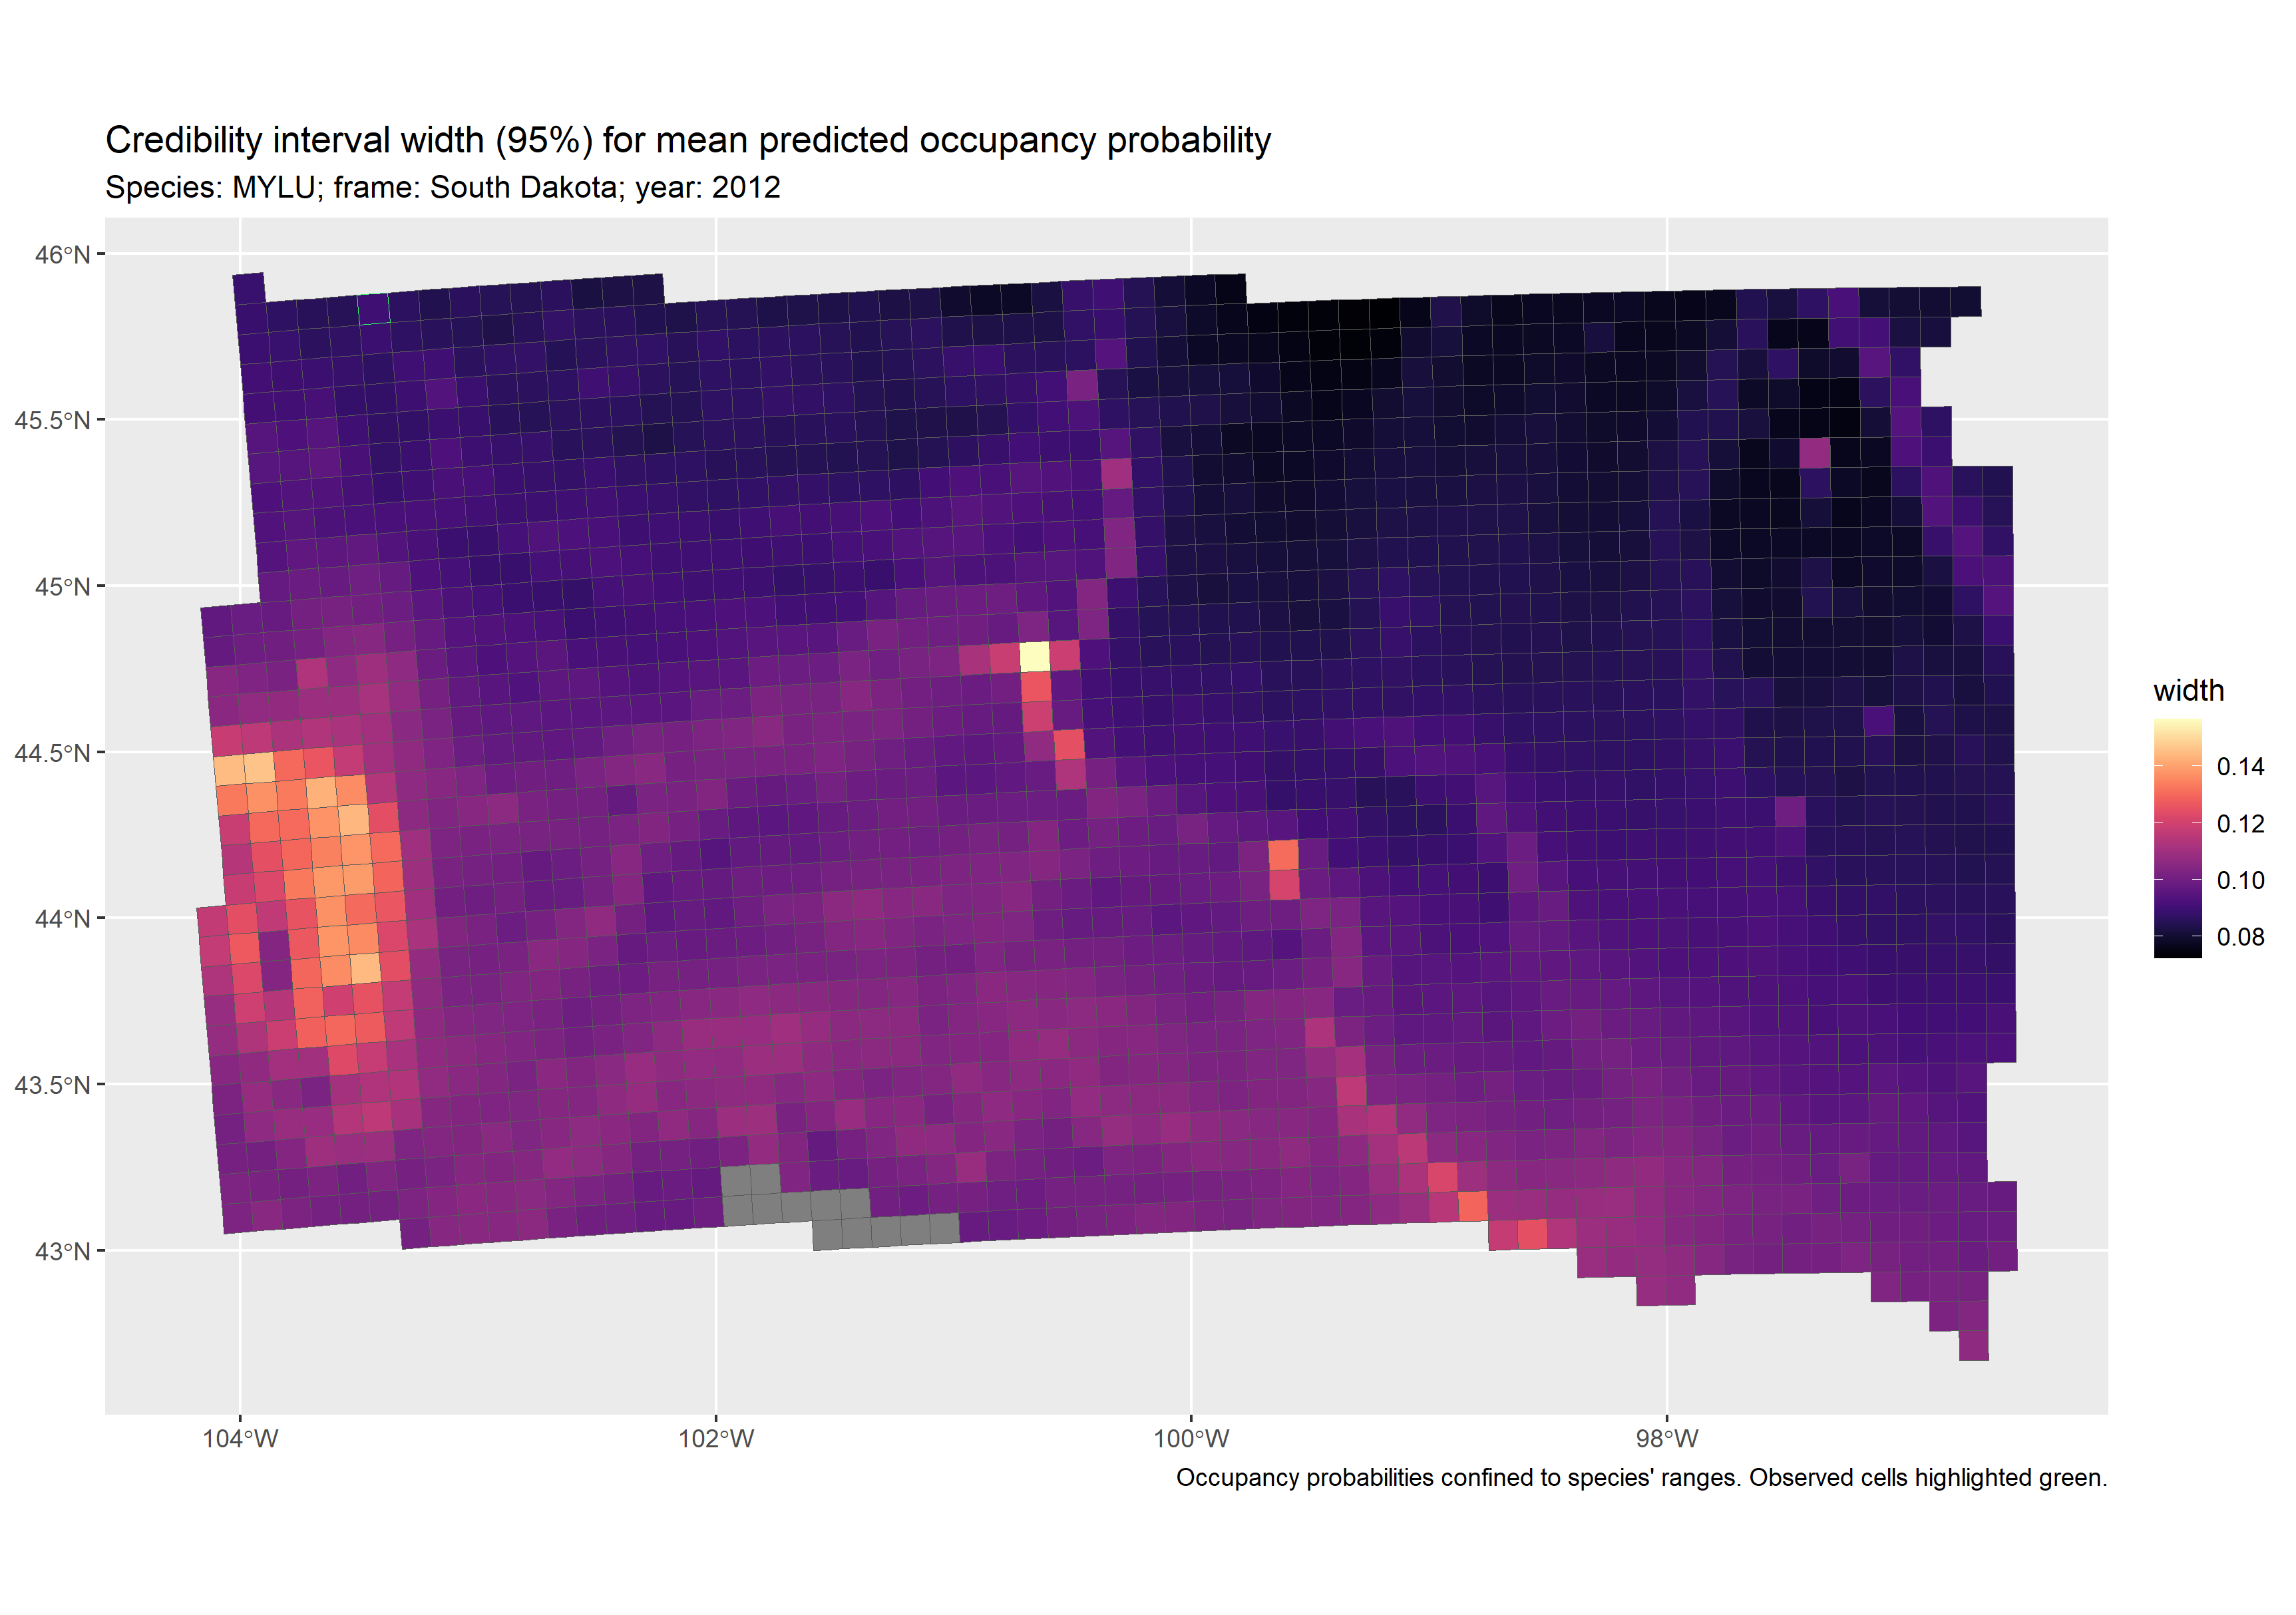 Credibility interval width (95%) for mean predicted occupancy probability
Species: MYLU; frame: South Dakota; year: 2012
46°N
45.5°N
45°N
44.5°N
44°N
43.5°N
43°N
104°W
102°W
100°W
98°W
width
0.14
0.12
0.10
0.08
Occupancy probabilities confined to species' ranges. Observed cells highlighted green.